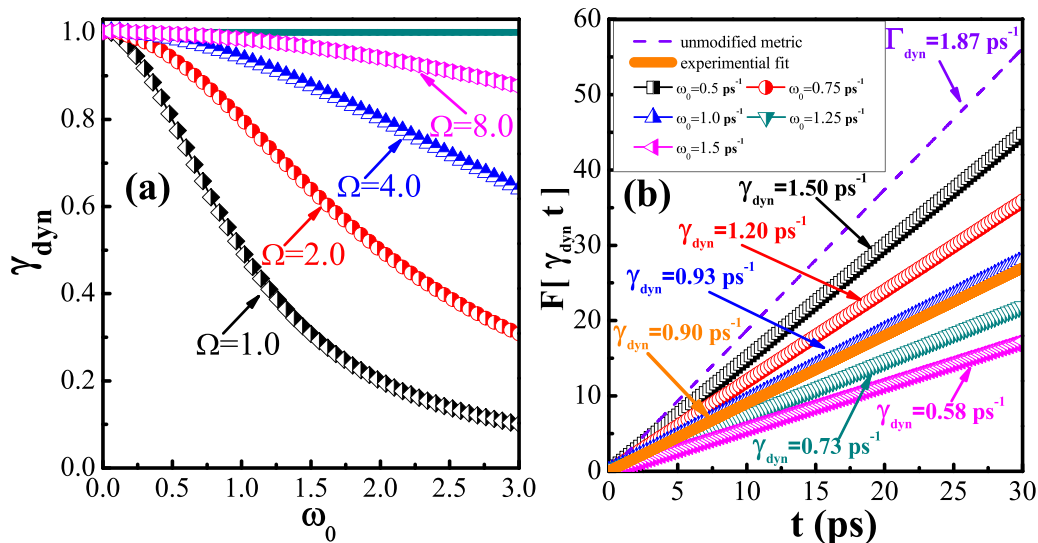 1.0
0.8
0.6
0.4
0.2
0.0
γdyn
(a)
Ω=8.0
Ω=4.0
Ω=2.0
Ω=1.0
0.0 0.5 1.0 1.5 2.0 2.5 3.0
ω0
60
50
40
30
20
10
0
F[ γdyn t ]
unmodified metric
experimental fit
ω0=0.5 ps-1 ω0=0.75 ps-1
ω0=1.0 ps-1 ω0=1.25 ps-1
ω0=1.5 ps-1
Γdyn=1.87 ps-1
(b)
γdyn=1.50 ps-1
γdyn=1.20 ps-1
γdyn=0.93 ps-1
γdyn=0.90 ps-1
γdyn=0.58 ps-1
γdyn=0.73 ps-1
0 5 10 15 20 25 30
t (ps)